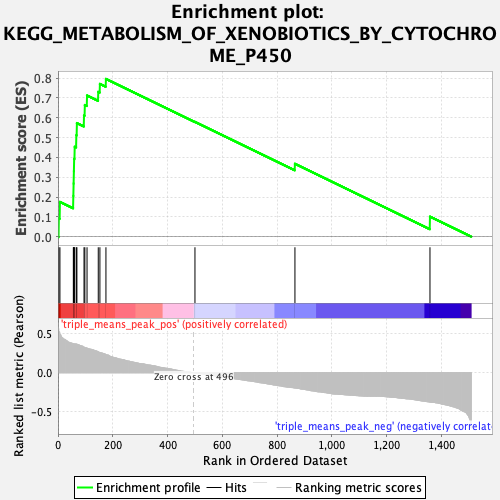 Enrichment plot:
KEGG_METABOLISM_OF_XENOBIOTICS_BY_CYTOCHRO
ME_P450
Enrichment score (ES)
0.8
0.7
0.6
0.5
0.4
0.3
0.2
0.1
0.0
Ranked list metric (Pearson)
'triple_means_peak_pos' (positively correlated)
0.5
0.0
-0.5
Zero cross at 496
'triple_means_peak_neg' (negatively correlat
0
200
400
600
800
1,000
1,200
1,400
Rank in Ordered Dataset
Enrichment profile
Hits
Ranking metric scores